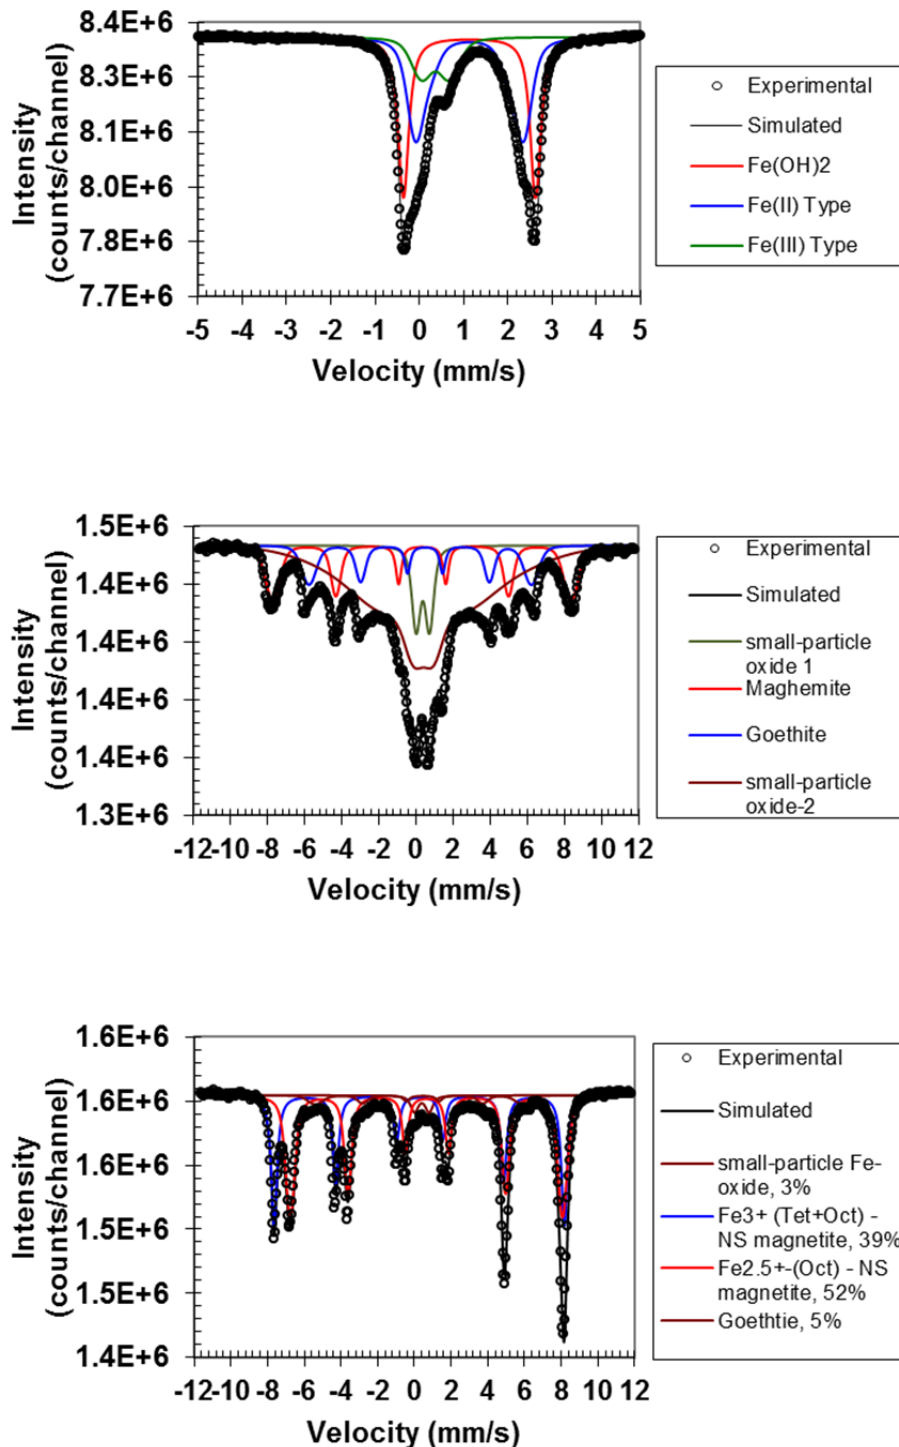 8.4E+6
8.3E+6
8.1E+6
8.0E+6
7.8E+6
7.7E+6
Intensity
(counts/channel)
-5 -4 -3 -2 -1 0 1 2 3 4 5
Velocity (mm/s)
Experimental
Simulated
Fe(OH)2
Fe(II) Type
Fe(III) Type
1.5E+6
1.4E+6
1.4E+6
1.4E+6
1.4E+6
1.3E+6
Intensity
(counts/channel)
-12-10 -8 -6 -4 -2 0 2 4 6 8 10 12
Velocity (mm/s)
Experimental
Simulated
small-particle
oxide 1
Maghemite
Goethite
small-particle
oxide-2
1.6E+6
1.6E+6
1.6E+6
1.5E+6
1.5E+6
1.4E+6
Intensity
(counts/channel)
-12-10 -8 -6 -4 -2 0 2 4 6 8 10 12
Velocity (mm/s)
Experimental
Simulated
small-particle Fe-
oxide, 3%
Fe3+ (Tet+Oct) -
NS magnetite, 39%
Fe2.5+-(Oct) - NS
magnetite, 52%
Goethtie, 5%